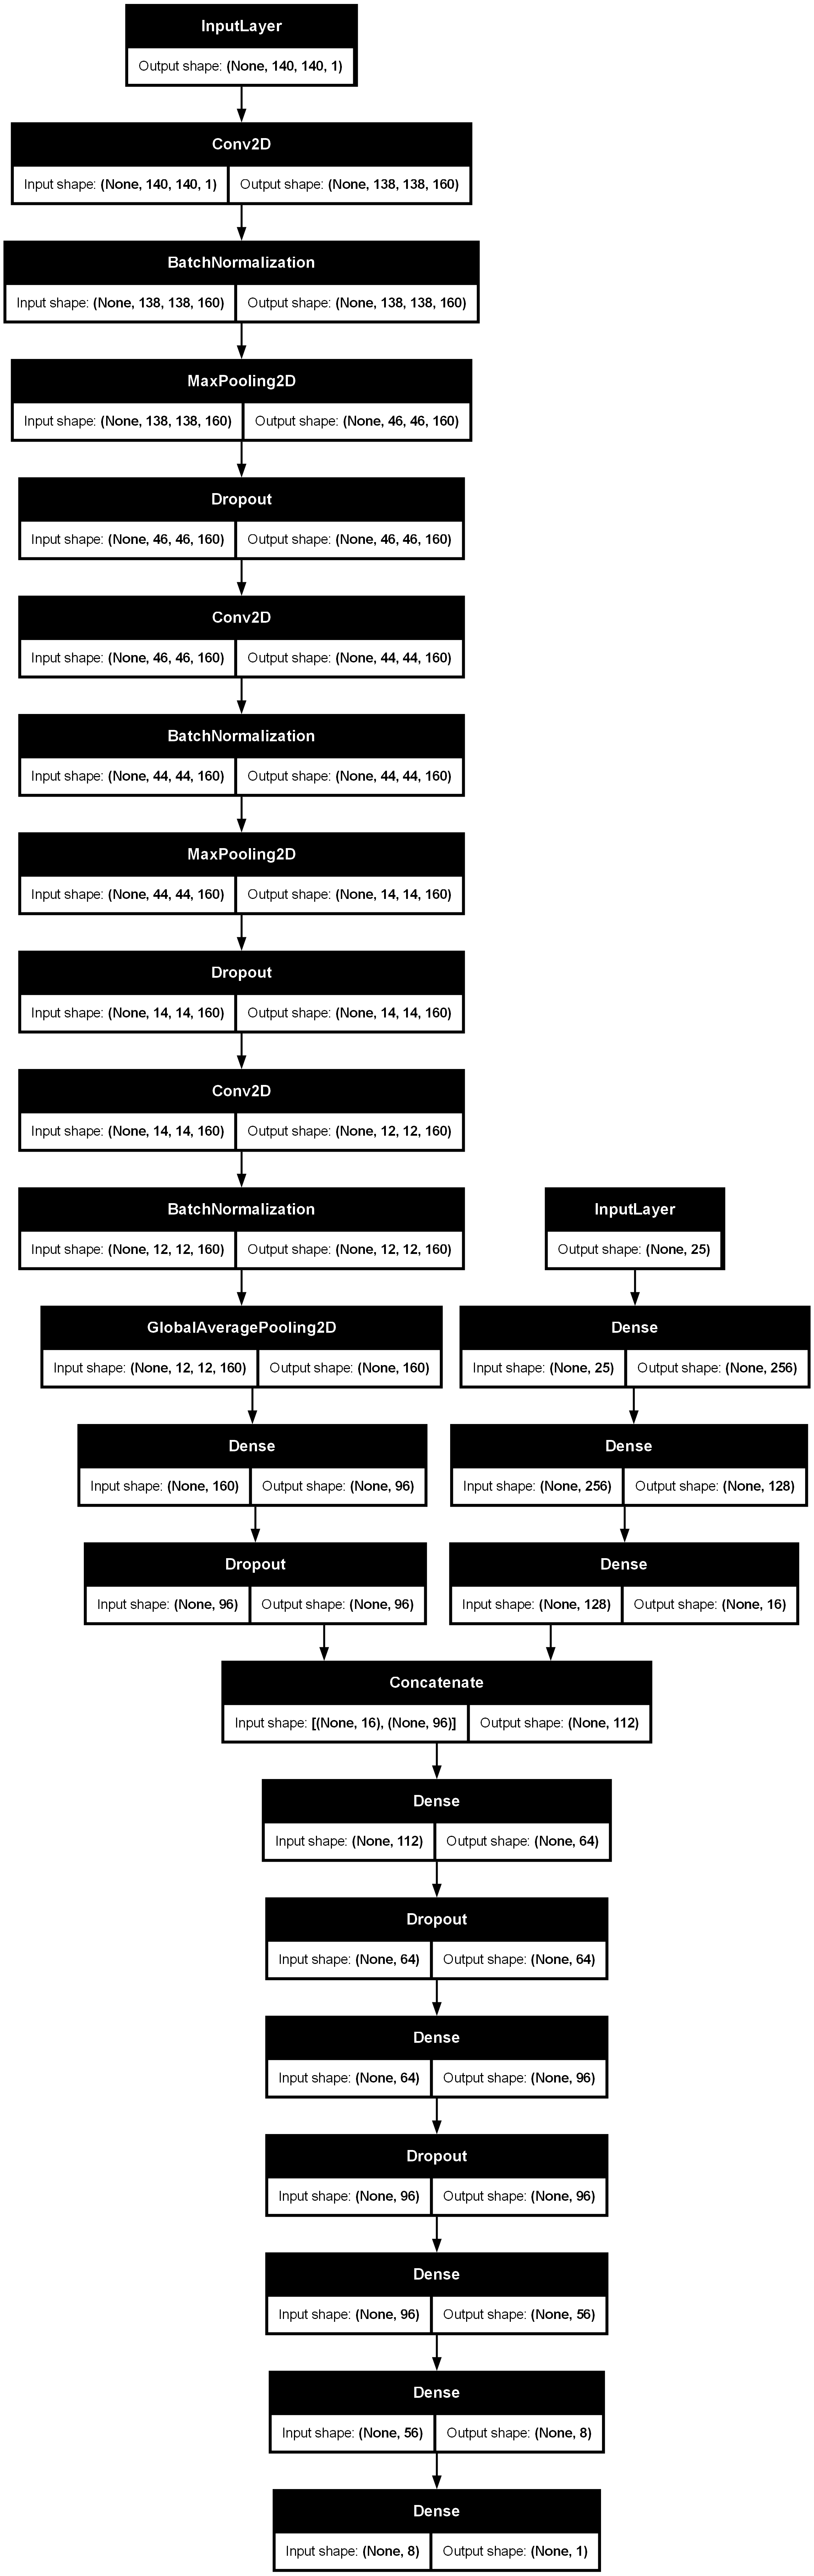 InputLayer
Output shape: (None, 140, 140, 1)
Conv2D
Input shape: (None, 140, 140, 1) Output shape: (None, 138, 138, 160)
BatchNormalization
Input shape: (None, 138, 138, 160) Output shape: (None, 138, 138, 160)
MaxPooling2D
Input shape: (None, 138, 138, 160) Output shape: (None, 46, 46, 160)
Dropout
Input shape: (None, 46, 46, 160) Output shape: (None, 46, 46, 160)
Conv2D
Input shape: (None, 46, 46, 160) Output shape: (None, 44, 44, 160)
BatchNormalization
Input shape: (None, 44, 44, 160) Output shape: (None, 44, 44, 160)
MaxPooling2D
Input shape: (None, 44, 44, 160) Output shape: (None, 14, 14, 160)
Dropout
Input shape: (None, 14, 14, 160) Output shape: (None, 14, 14, 160)
Conv2D
Input shape: (None, 14, 14, 160) Output shape: (None, 12, 12, 160)
BatchNormalization
Input shape: (None, 12, 12, 160) Output shape: (None, 12, 12, 160)
InputLayer
Output shape: (None, 25)
GlobalAveragePooling2D
Input shape: (None, 12, 12, 160) Output shape: (None, 160)
Dense
Input shape: (None, 25) Output shape: (None, 256)
Dense
Input shape: (None, 160) Output shape: (None, 96)
Dense
Input shape: (None, 256) Output shape: (None, 128)
Dropout
Input shape: (None, 96) Output shape: (None, 96)
Dense
Input shape: (None, 128) Output shape: (None, 16)
Concatenate
Input shape: [(None, 16), (None, 96)] Output shape: (None, 112)
Dense
Input shape: (None, 112) Output shape: (None, 64)
Dropout
Input shape: (None, 64) Output shape: (None, 64)
Dense
Input shape: (None, 64) Output shape: (None, 96)
Dropout
Input shape: (None, 96) Output shape: (None, 96)
Dense
Input shape: (None, 96) Output shape: (None, 56)
Dense
Input shape: (None, 56) Output shape: (None, 8)
Dense
Input shape: (None, 8) Output shape: (None, 1)